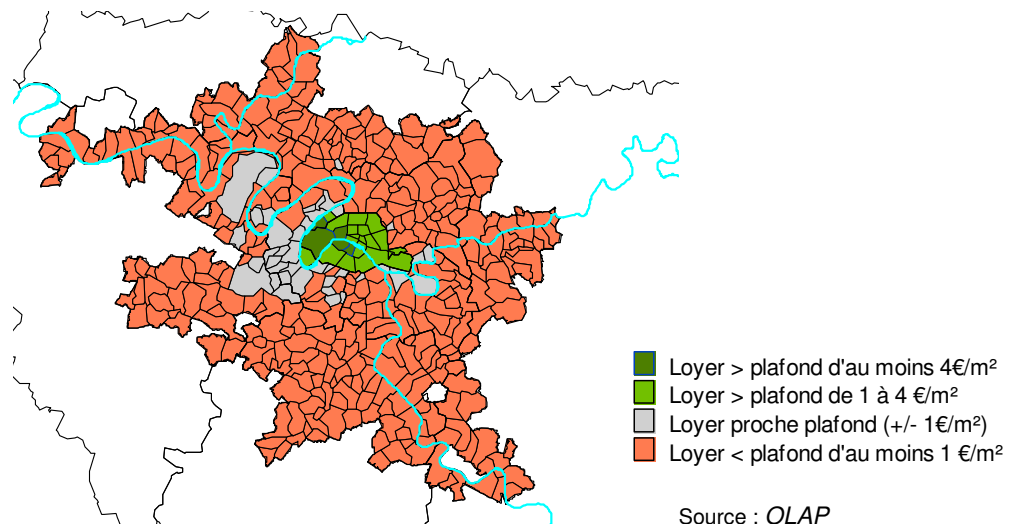 Loyer > plafond d'au moins 4€/m²
Loyer > plafond de 1 à 4 €/m²
Loyer proche plafond (+/- 1€/m²)
Loyer < plafond d'au moins 1 €/m²
Source : OLAP